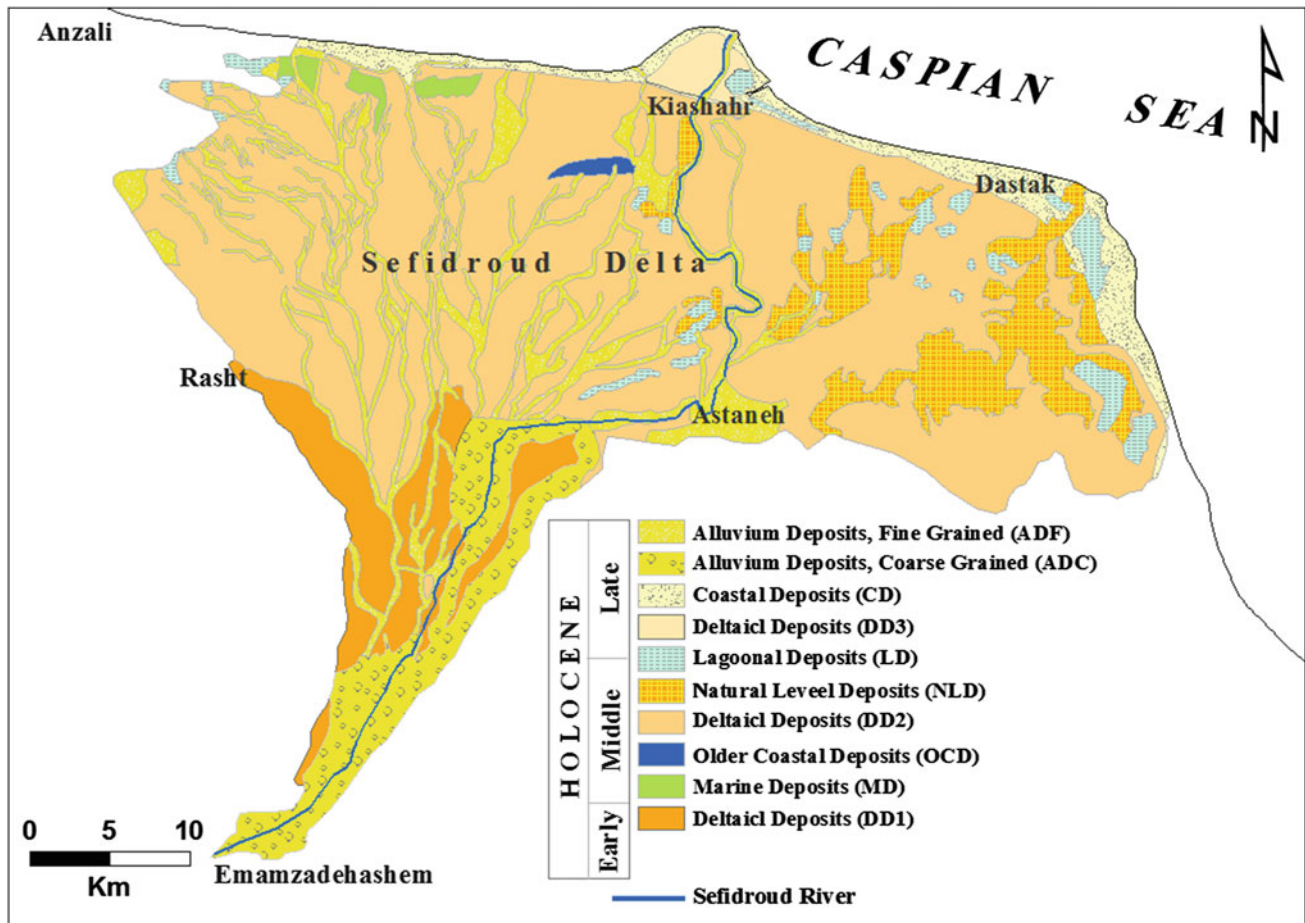 Anzali
CASPIAN SEA
N
Kiashahr
Dastak
Sefidroud Delta
Rasht
Astaneh
HOLOCENE
Late
Middle
Early
Alluvium Deposits, Fine Grained (ADF)
Alluvium Deposits, Coarse Grained (ADC)
Coastal Deposits (CD)
Deltaicl Deposits (DD3)
Lagoonal Deposits (LD)
Natural Leveel Deposits (NLD)
Deltaicl Deposits (DD2)
Older Coastal Deposits (OCD)
Marine Deposits (MD)
Deltaicl Deposits (DD1)
Sefidroud River
0 5 10
Km
Emamzadehashem